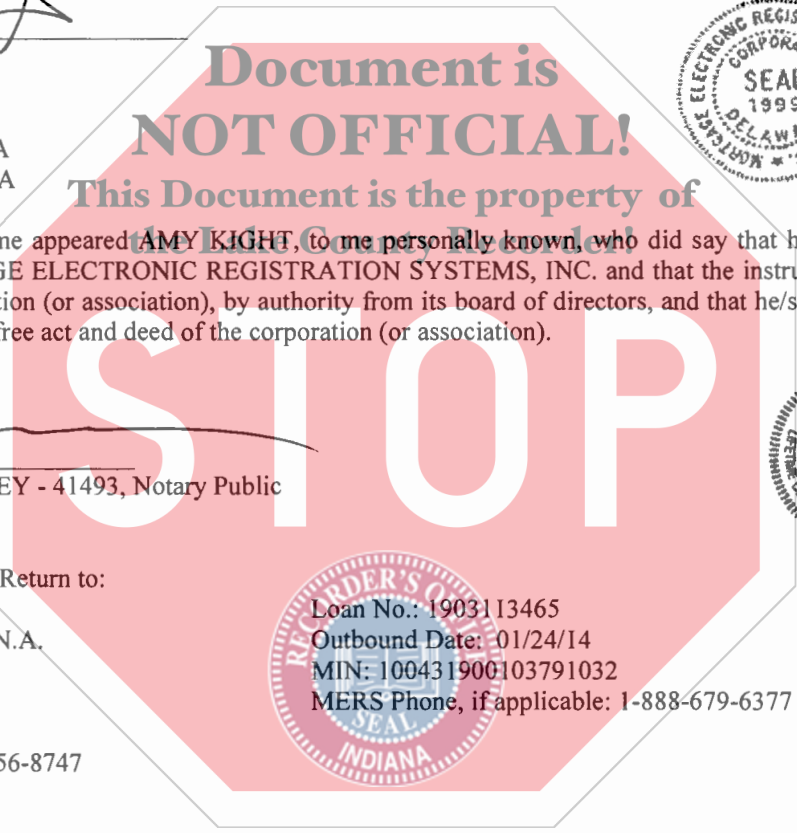 Document is
NOT OFFICIAL!
This Document is the property of
the Lake County Recorder!
MORTGAGE ELECTRONIC REGIS
CORPORA
SEAL
1999
DELAW
A
A
me appeared AMY KIGHT, to me personally known, who did say that h
GE ELECTRONIC REGISTRATION SYSTEMS, INC. and that the instru
tion (or association), by authority from its board of directors, and that he/s
free act and deed of the corporation (or association).
STOP
EY - 41493, Notary Public
Return to:
N.A.
56-8747
Loan No.: 1903113465
Outbound Date: 01/24/14
MIN: 100431900103791032
MERS Phone, if applicable: 1-888-679-6377
RECORDER'S OFFICE
SEAL
INDIANA